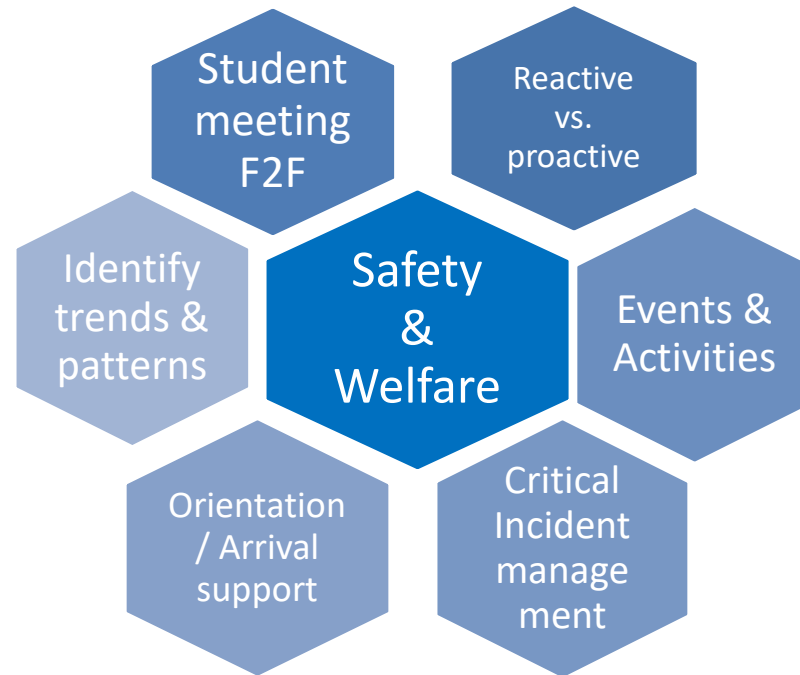 Student
meeting
F2F
Reactive
vs.
proactive
Identify
trends &
patterns
Safety
&
Welfare
Events &
Activities
Orientation
/ Arrival
support
Critical
Incident
manage
ment